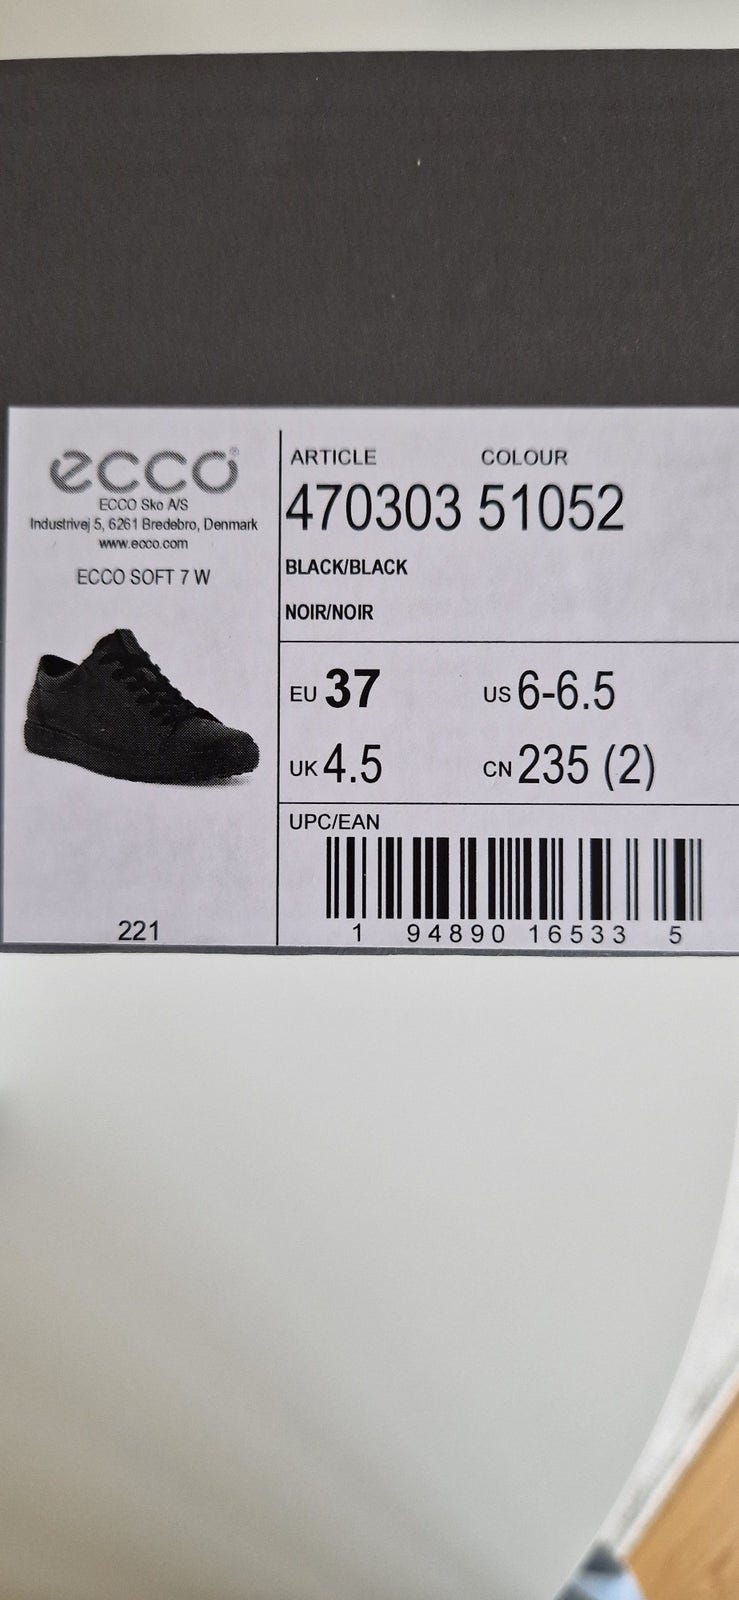 ecco®
ECCO Sko A/S
Industrivej 5, 6261 Bredebro, Denmark
www.ecco.com
ECCO SOFT 7 W
221
ARTICLE COLOUR
470303 51052
BLACK/BLACK
NOIR/NOIR
EU 37 US 6-6.5
UK 4.5 CN 235 (2)
UPC/EAN
1 94890 16533 5